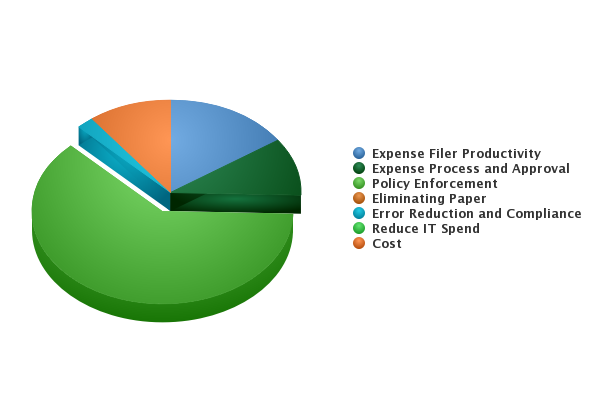 Expense Filer Productivity
Expense Process and Approval
Policy Enforcement
Eliminating Paper
Error Reduction and Compliance
Reduce IT Spend
Cost